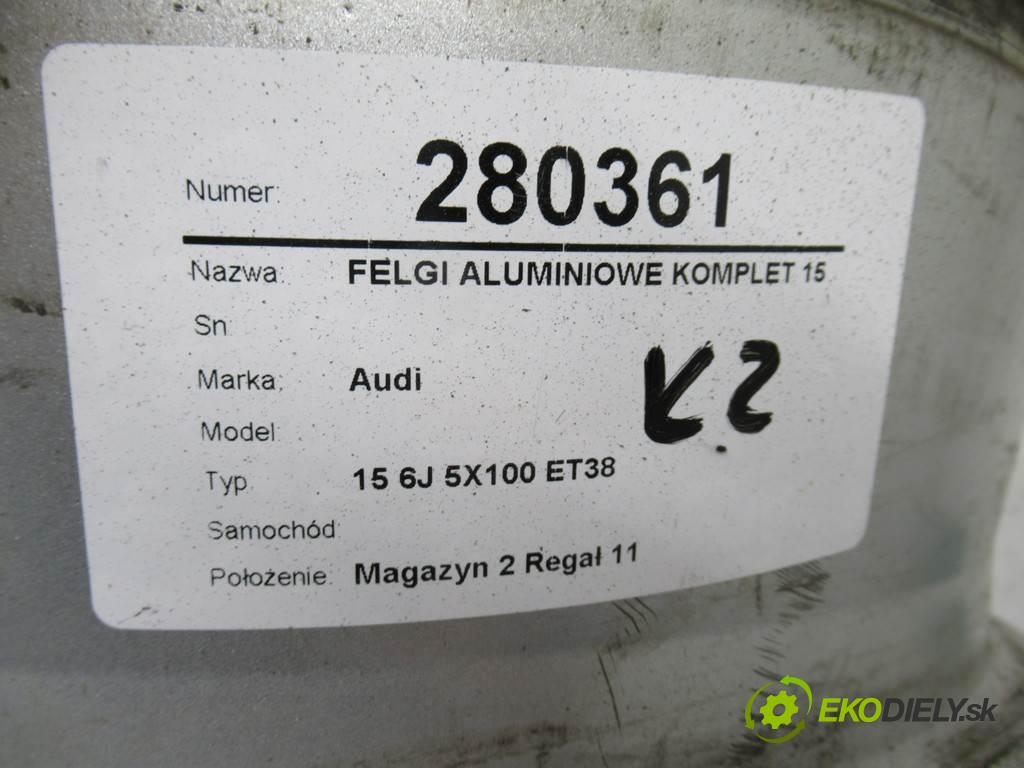 Numer: 280361
Nazwa: FELGI ALUMINIOWE KOMPLET 15
Sn
Marka: Audi
K2
Model
Typ 15 6J 5X100 ET38
Samochód
Położenie: Magazyn 2 Regał 11
EKODIELY.sk